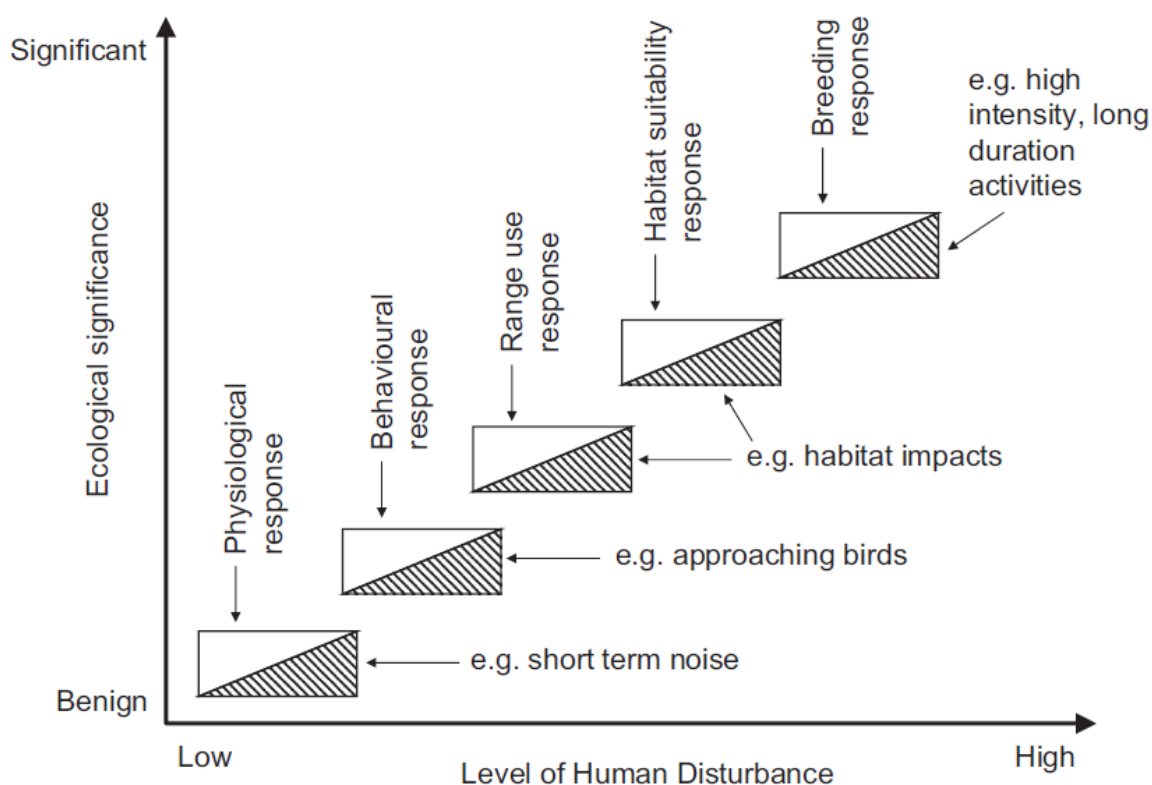 Significant
Ecological significance
Benign
Physiological
response
Behavioural
response
Range use
response
Habitat suitability
response
Breeding
response
e.g. high
intensity, long
duration
activities
e.g. habitat impacts
e.g. approaching birds
e.g. short term noise
Low
High
Level of Human Disturbance